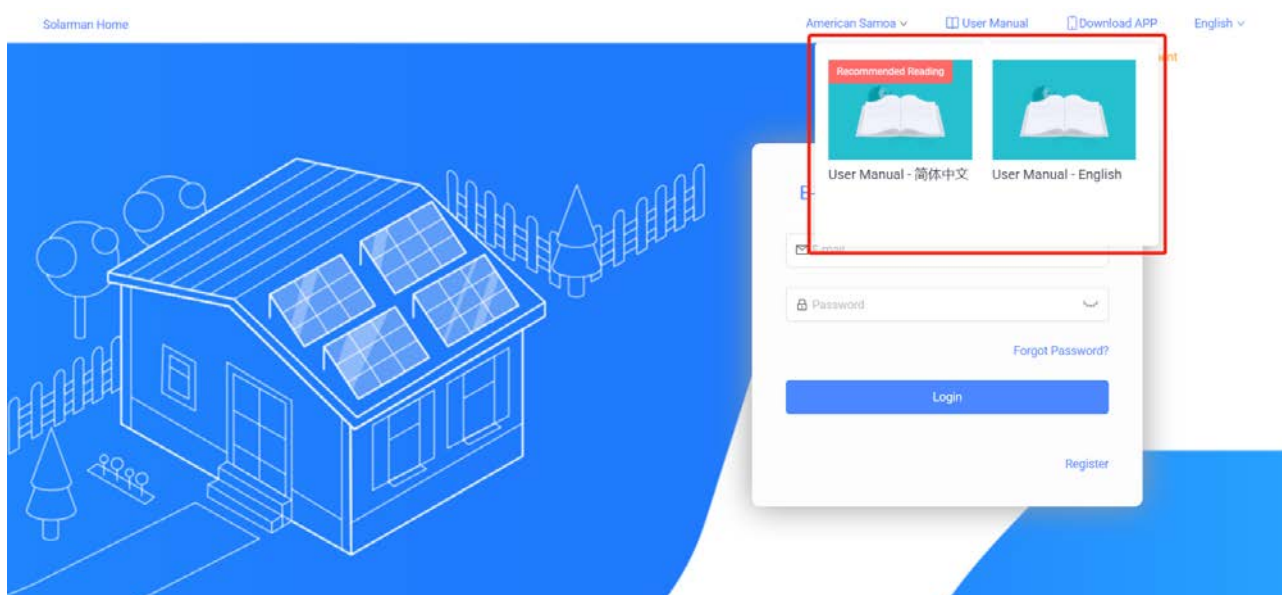 Solarman Home
American Samoa
User Manual
Download APP
English
Recommended Reading
User Manual - 简体中文
User Manual - English
E-mail
Password
Forgot Password?
Login
Register